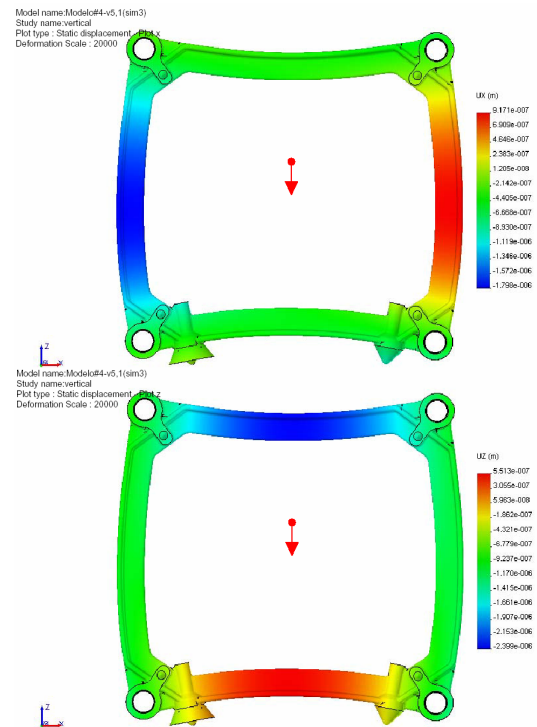 Model name:Modelo#4-v5,1(sim3)
Study name:vertical
Plot type : Static displacement - Plot x
Deformation Scale : 20000
UX (m)
9.171e-007
6.909e-007
4.646e-007
2.383e-007
1.205e-008
-2.142e-007
-4.405e-007
-6.668e-007
-8.930e-007
-1.119e-006
-1.346e-006
-1.572e-006
-1.798e-006
Z
X
Model name:Modelo#4-v5,1(sim3)
Study name:vertical
Plot type : Static displacement - Plot z
Deformation Scale : 20000
UZ (m)
5.513e-007
3.055e-007
5.963e-008
-1.862e-007
-4.321e-007
-6.779e-007
-9.237e-007
-1.170e-006
-1.415e-006
-1.661e-006
-1.907e-006
-2.153e-006
-2.399e-006
Z